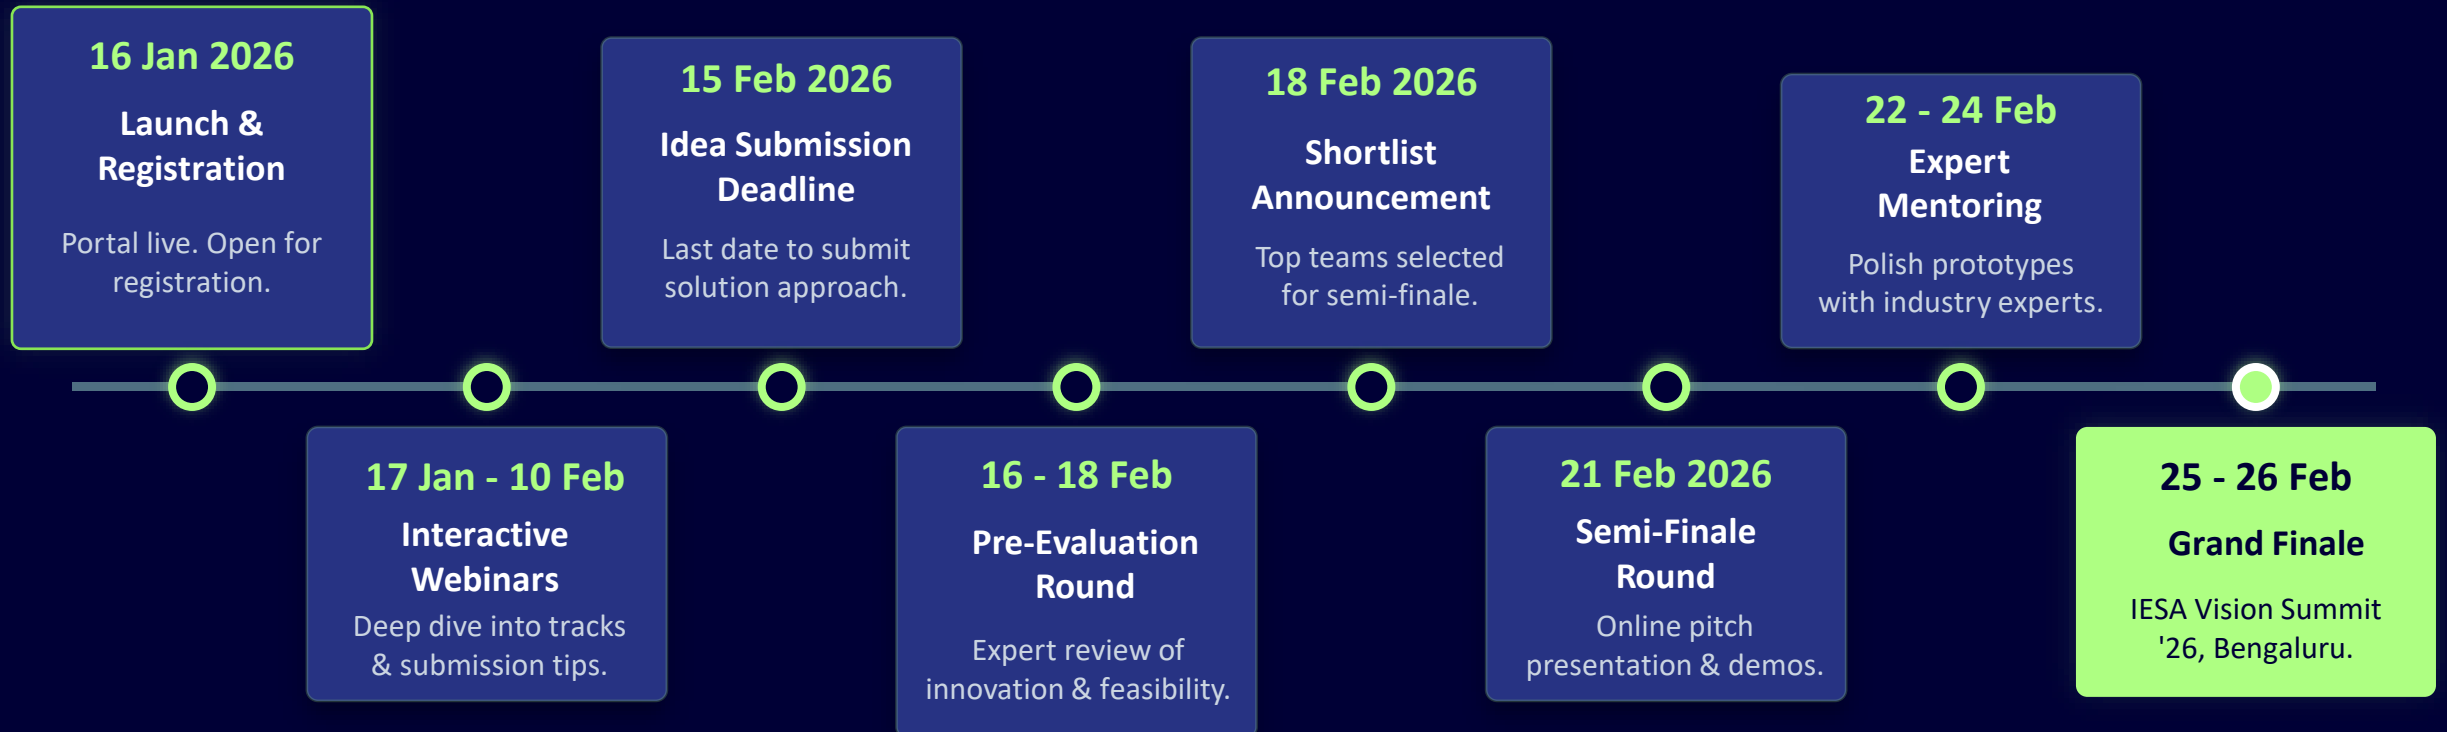 16 Jan 2026
Launch &
Registration
Portal live. Open for
registration.
17 Jan - 10 Feb
Interactive
Webinars
Deep dive into tracks
& submission tips.
15 Feb 2026
Idea Submission
Deadline
Last date to submit
solution approach.
16 - 18 Feb
Pre-Evaluation
Round
Expert review of
innovation & feasibility.
18 Feb 2026
Shortlist
Announcement
Top teams selected
for semi-finale.
21 Feb 2026
Semi-Finale
Round
Online pitch
presentation & demos.
22 - 24 Feb
Expert
Mentoring
Polish prototypes
with industry experts.
25 - 26 Feb
Grand Finale
IESA Vision Summit
'26, Bengaluru.